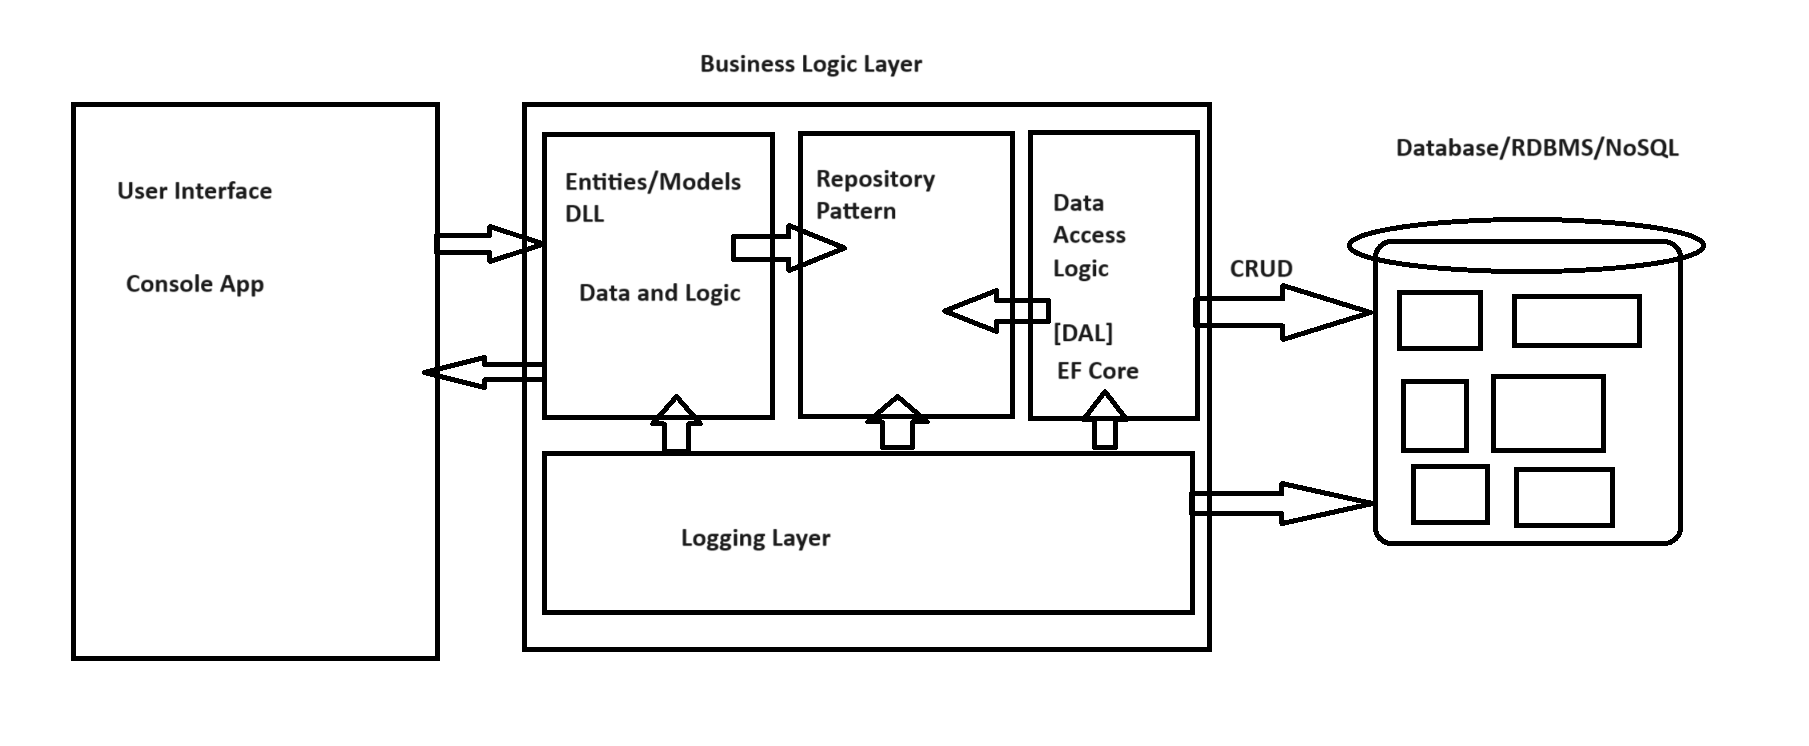 Business Logic Layer
User Interface
Console App
Entities/Models
DLL
Data and Logic
Repository
Pattern
Data
Access
Logic
[DAL]
EF Core
CRUD
Database/RDBMS/NoSQL
Logging Layer